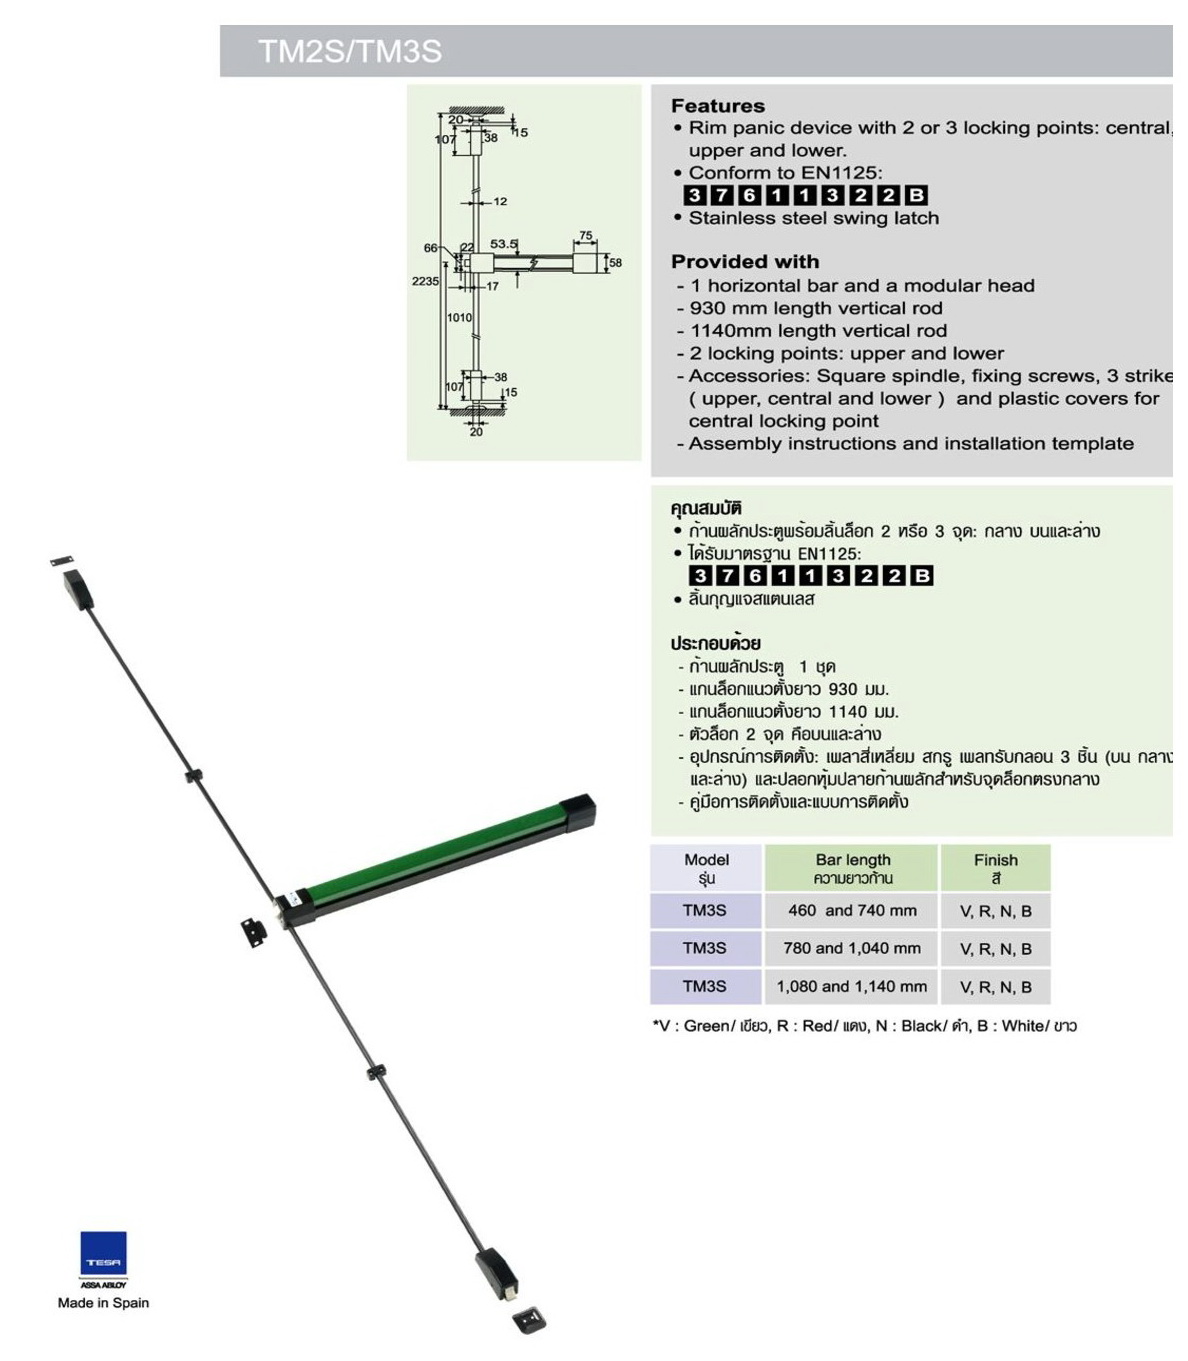 TM2S/TM3S
20
15
107
38
12
75
66
22
53.5
58
2235
17
1010
38
107
15
20
Features
• Rim panic device with 2 or 3 locking points: central,
upper and lower.
• Conform to EN1125:
3 7 6 1 1 3 2 2 B
• Stainless steel swing latch
Provided with
- 1 horizontal bar and a modular head
- 930 mm length vertical rod
- 1140mm length vertical rod
- 2 locking points: upper and lower
- Accessories: Square spindle, fixing screws, 3 strike
( upper, central and lower ) and plastic covers for
central locking point
- Assembly instructions and installation template
คุณสมบัติ
• ก้านผลักประตูพร้อมลิ้นล็อก 2 หรือ 3 จุด: กลาง บนและล่าง
• ได้รับมาตรฐาน EN1125:
3 7 6 1 1 3 2 2 B
• ลิ้นกุญแจสแตนเลส
ประกอบด้วย
- ก้านผลักประตู 1 ชุด
- แกนล็อกแนวตั้งยาว 930 มม.
- แกนล็อกแนวตั้งยาว 1140 มม.
- ตัวล็อก 2 จุด คือบนและล่าง
- อุปกรณ์การติดตั้ง: เพลาสี่เหลี่ยม สกรู เพลทรับกลอน 3 ชิ้น (บน กลาง
และล่าง) และปลอกหุ้มปลายก้านผลักสำหรับจุดล็อกตรงกลาง
- คู่มือการติดตั้งและแบบการติดตั้ง
Model Bar length Finish
รุ่น ความยาวก้าน สี
TM3S 460 and 740 mm V, R, N, B
TM3S 780 and 1,040 mm V, R, N, B
TM3S 1,080 and 1,140 mm V, R, N, B
*V : Green/ เขียว, R : Red/ แดง, N : Black/ ดำ, B : White/ ขาว
TESA
ASSA ABLOY
Made in Spain